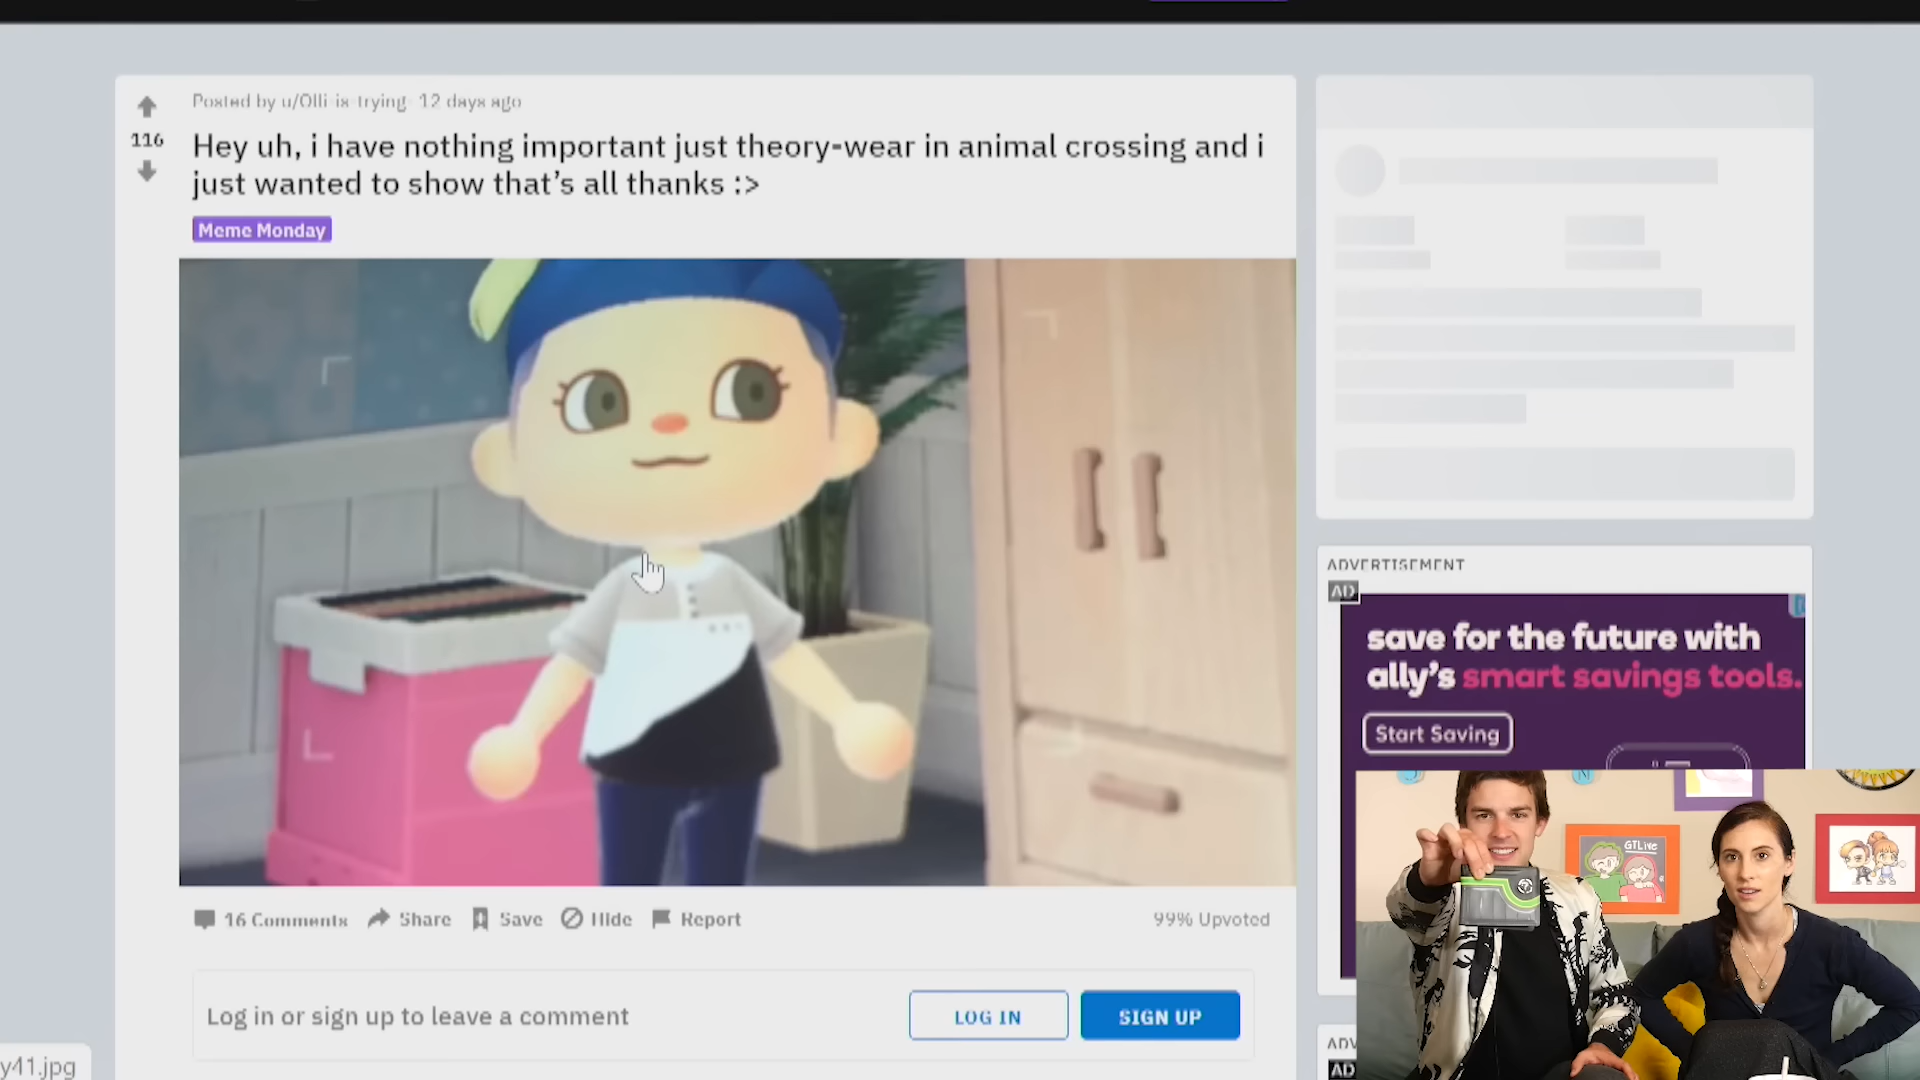 Posted by u/Olli-is-trying 12 days ago
116
Hey uh, i have nothing important just theory-wear in animal crossing and i
just wanted to show that's all thanks :>
Meme Monday
16 Comments
Share
Save
Hide
Report
99% Upvoted
Log in or sign up to leave a comment
LOG IN
SIGN UP
y41.jpg
ADVERTISEMENT
AD
save for the future with
ally's smart savings tools.
Start Saving
GTLive
ADV
AD